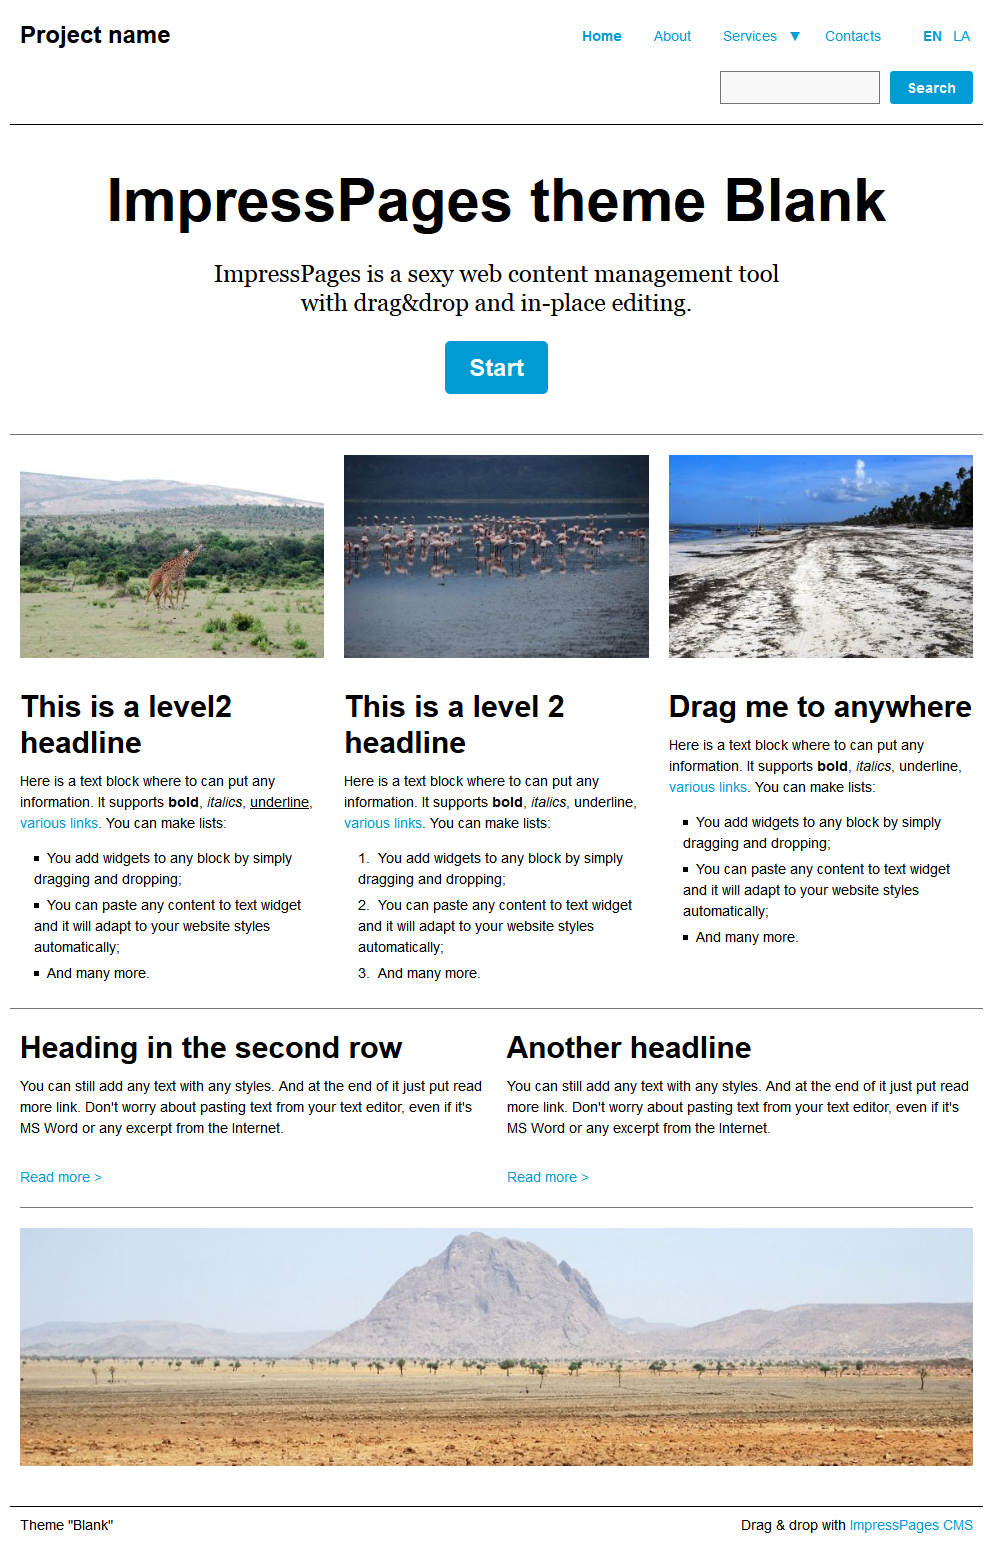 Project name
Home About Services ▼ Contacts EN LA
Search
ImpressPages theme Blank
ImpressPages is a sexy web content management tool
with drag&drop and in-place editing.
Start
This is a level2
headline
Here is a text block where to can put any
information. It supports bold, italics, underline,
various links. You can make lists:
▪ You add widgets to any block by simply
dragging and dropping;
▪ You can paste any content to text widget
and it will adapt to your website styles
automatically;
▪ And many more.
This is a level 2
headline
Here is a text block where to can put any
information. It supports bold, italics, underline,
various links. You can make lists:
1. You add widgets to any block by simply
dragging and dropping;
2. You can paste any content to text widget
and it will adapt to your website styles
automatically;
3. And many more.
Drag me to anywhere
Here is a text block where to can put any
information. It supports bold, italics, underline,
various links. You can make lists:
▪ You add widgets to any block by simply
dragging and dropping;
▪ You can paste any content to text widget
and it will adapt to your website styles
automatically;
▪ And many more.
Heading in the second row
You can still add any text with any styles. And at the end of it just put read
more link. Don't worry about pasting text from your text editor, even if it's
MS Word or any excerpt from the Internet.
Read more >
Another headline
You can still add any text with any styles. And at the end of it just put read
more link. Don't worry about pasting text from your text editor, even if it's
MS Word or any excerpt from the Internet.
Read more >
Theme "Blank"
Drag & drop with ImpressPages CMS